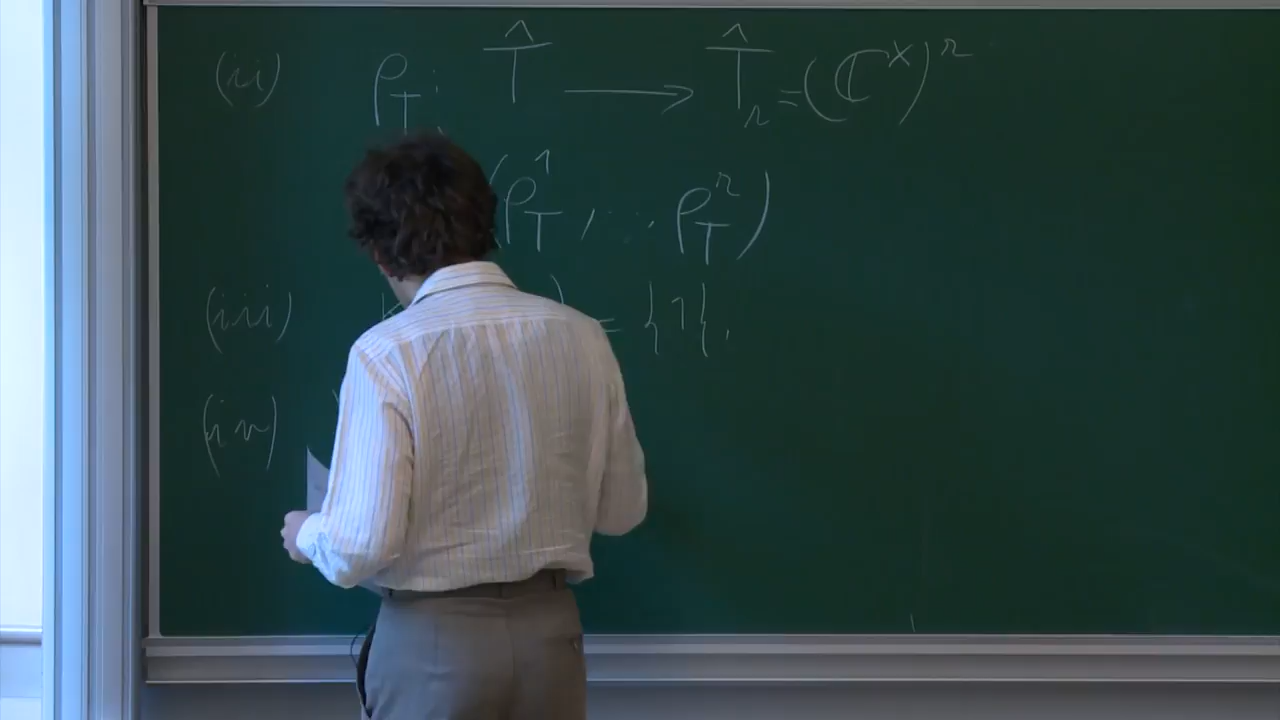 (ii) ρ_T : T̂ ⟶ T̂_r = (ℂ^×)^r
(ρ_T^1, ..., ρ_T^r)
(iii) K ) = {1}.
(iv)